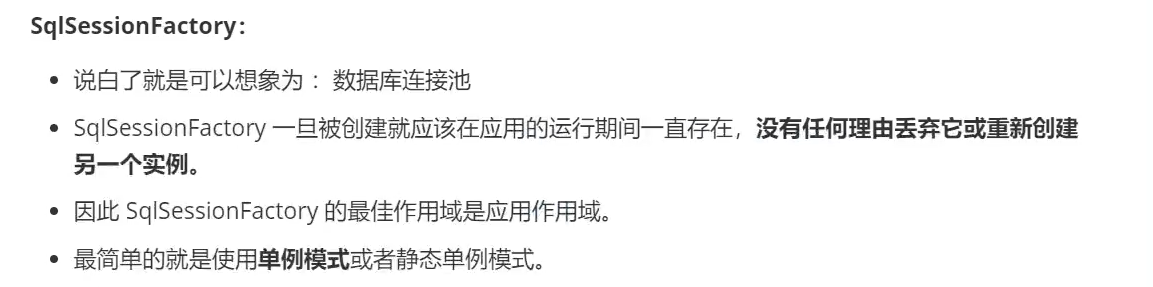 SqlSessionFactory：
说白了就是可以想象为 ：数据库连接池
SqlSessionFactory 一旦被创建就应该在应用的运行期间一直存在，没有任何理由丢弃它或重新创建
另一个实例。
因此 SqlSessionFactory 的最佳作用域是应用作用域。
最简单的就是使用单例模式或者静态单例模式。